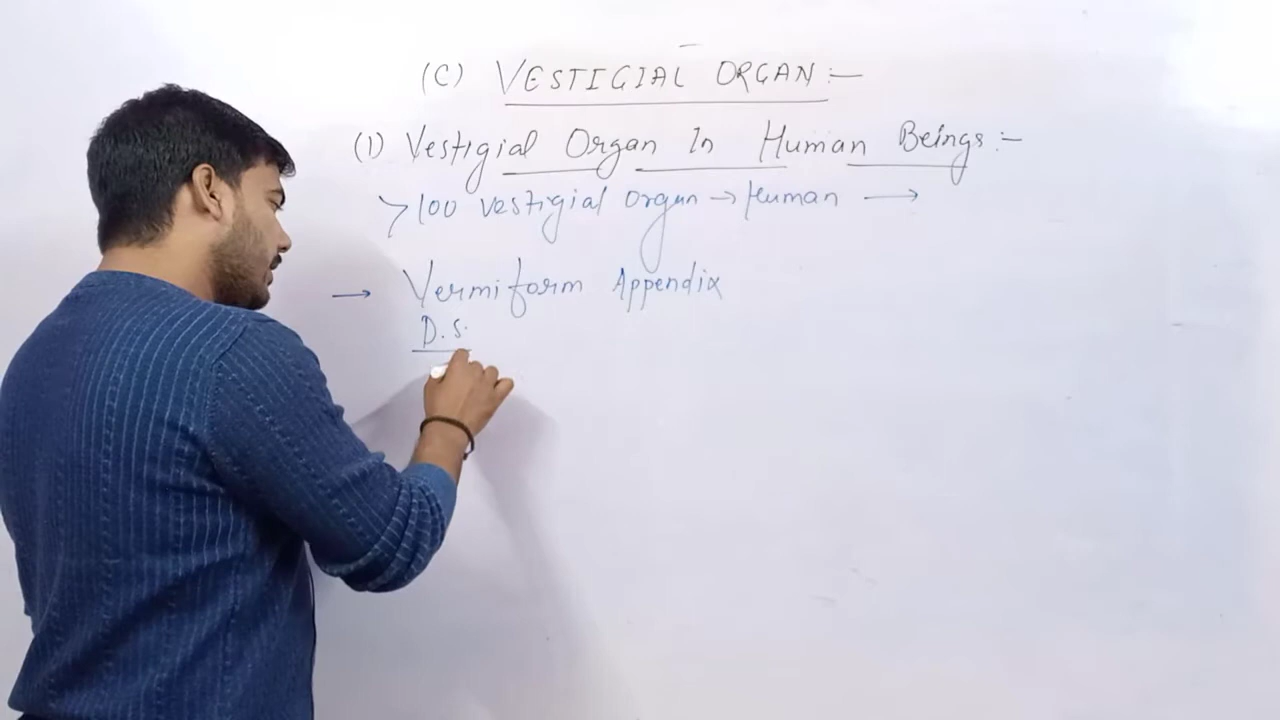 (C) VESTIGIAL ORGAN :-
(1) Vestigial Organ In Human Beings :-
>100 vestigial organ → Human →
→ Vermiform Appendix
D.S.